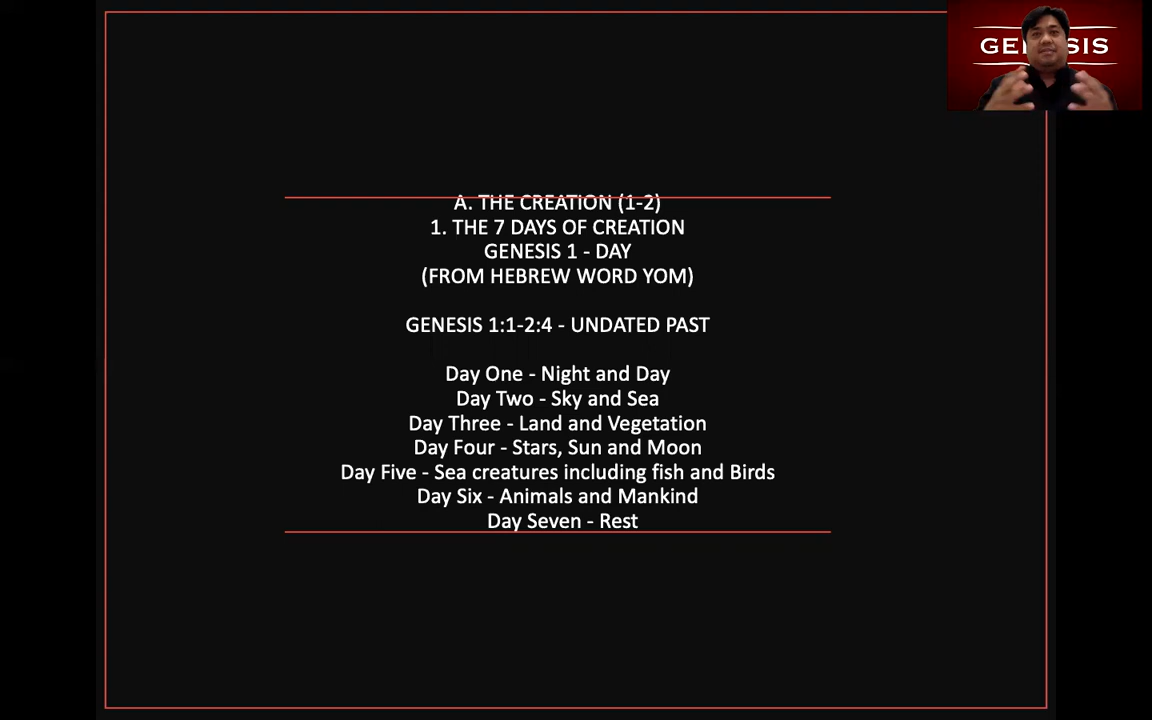 GENESIS
A. THE CREATION (1-2)
1. THE 7 DAYS OF CREATION
GENESIS 1 - DAY
(FROM HEBREW WORD YOM)
GENESIS 1:1-2:4 - UNDATED PAST
Day One - Night and Day
Day Two - Sky and Sea
Day Three - Land and Vegetation
Day Four - Stars, Sun and Moon
Day Five - Sea creatures including fish and Birds
Day Six - Animals and Mankind
Day Seven - Rest